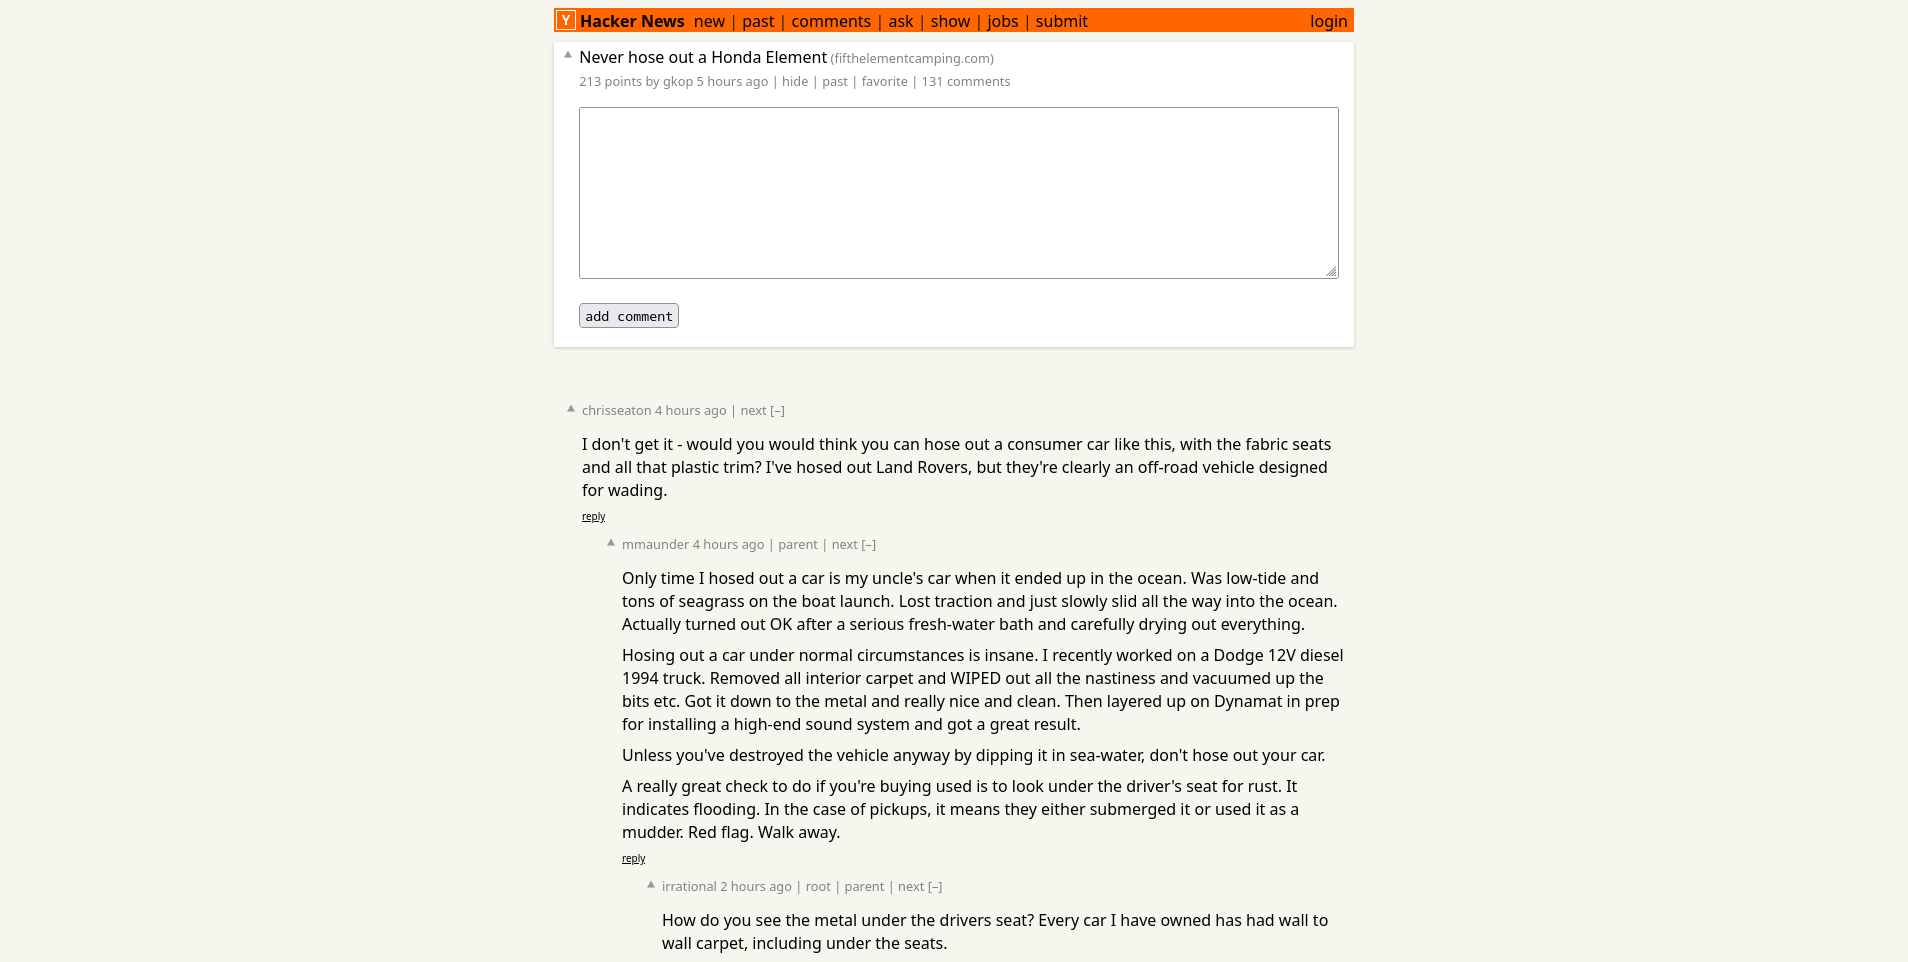 Y Hacker News new | past | comments | ask | show | jobs | submit login
▲ Never hose out a Honda Element (fifthelementcamping.com)
213 points by gkop 5 hours ago | hide | past | favorite | 131 comments
add comment
▲ chrisseaton 4 hours ago | next [–]
I don't get it - would you would think you can hose out a consumer car like this, with the fabric seats
and all that plastic trim? I've hosed out Land Rovers, but they're clearly an off-road vehicle designed
for wading.
reply
▲ mmaunder 4 hours ago | parent | next [–]
Only time I hosed out a car is my uncle's car when it ended up in the ocean. Was low-tide and
tons of seagrass on the boat launch. Lost traction and just slowly slid all the way into the ocean.
Actually turned out OK after a serious fresh-water bath and carefully drying out everything.
Hosing out a car under normal circumstances is insane. I recently worked on a Dodge 12V diesel
1994 truck. Removed all interior carpet and WIPED out all the nastiness and vacuumed up the
bits etc. Got it down to the metal and really nice and clean. Then layered up on Dynamat in prep
for installing a high-end sound system and got a great result.
Unless you've destroyed the vehicle anyway by dipping it in sea-water, don't hose out your car.
A really great check to do if you're buying used is to look under the driver's seat for rust. It
indicates flooding. In the case of pickups, it means they either submerged it or used it as a
mudder. Red flag. Walk away.
reply
▲ irrational 2 hours ago | root | parent | next [–]
How do you see the metal under the drivers seat? Every car I have owned has had wall to
wall carpet, including under the seats.